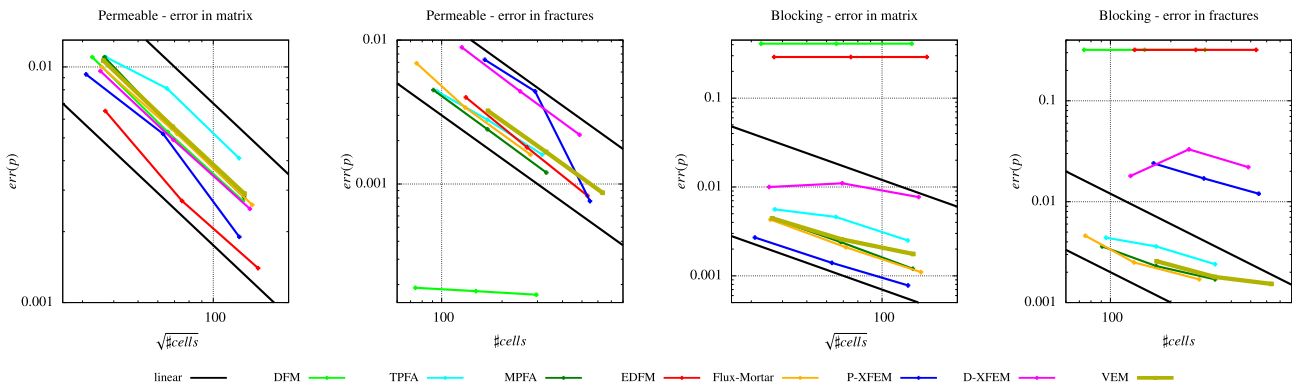 Permeable - error in matrix
Permeable - error in fractures
Blocking - error in matrix
Blocking - error in fractures
0.01
0.001
err(p)
100
√♯cells
0.01
0.001
err(p)
100
♯cells
0.1
0.01
0.001
err(p)
100
√♯cells
0.1
0.01
0.001
err(p)
100
♯cells
linear DFM TPFA MPFA EDFM Flux-Mortar P-XFEM D-XFEM VEM